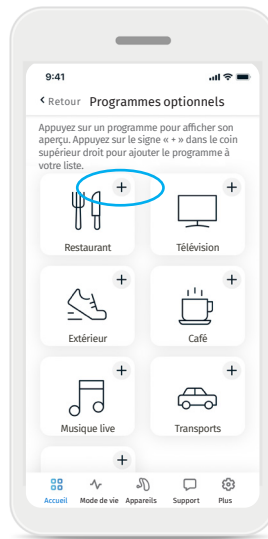 9:41
Retour Programmes optionnels
Appuyez sur un programme pour afficher son
aperçu. Appuyez sur le signe « + » dans le coin
supérieur droit pour ajouter le programme à
votre liste.
+ +
Restaurant Télévision
+ +
Extérieur Café
+ +
Musique live Transports
+
Accueil Mode de vie Appareils Support Plus